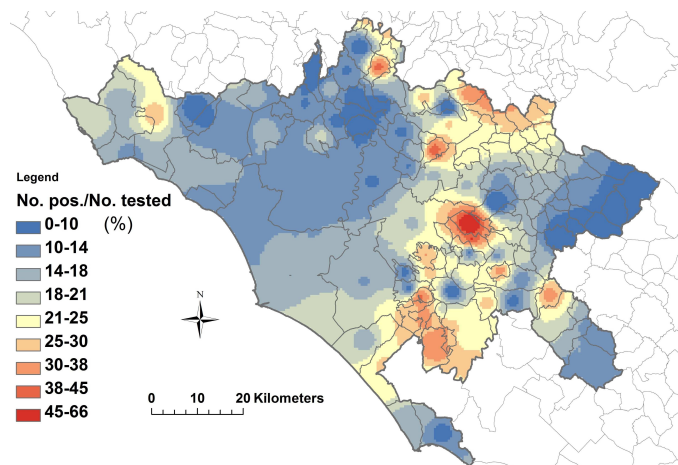 Legend
No. pos./No. tested
(%)
0-10
10-14
14-18
18-21
21-25
25-30
30-38
38-45
45-66
N
0 10 20 Kilometers